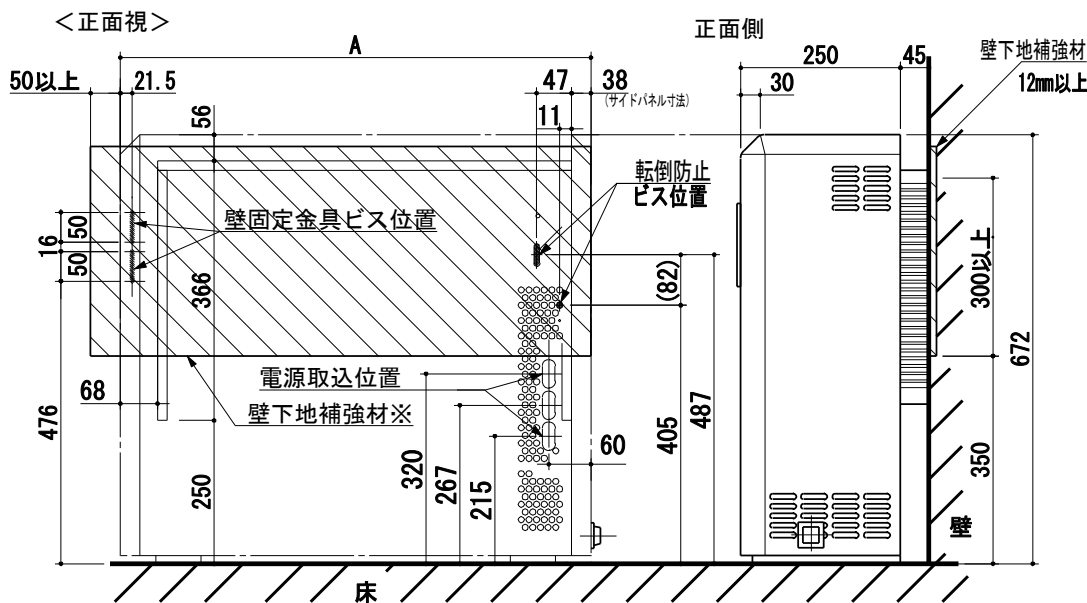 <正面視>
正面側
A
250
45
壁下地補強材
12mm以上
50以上
21.5
47
38
(サイドパネル寸法)
30
11
56
転倒防止
ビス位置
壁固定金具ビス位置
50
16
50
366
(82)
300以上
672
電源取込位置
68
壁下地補強材※
476
487
405
60
320
267
215
250
350
壁
床